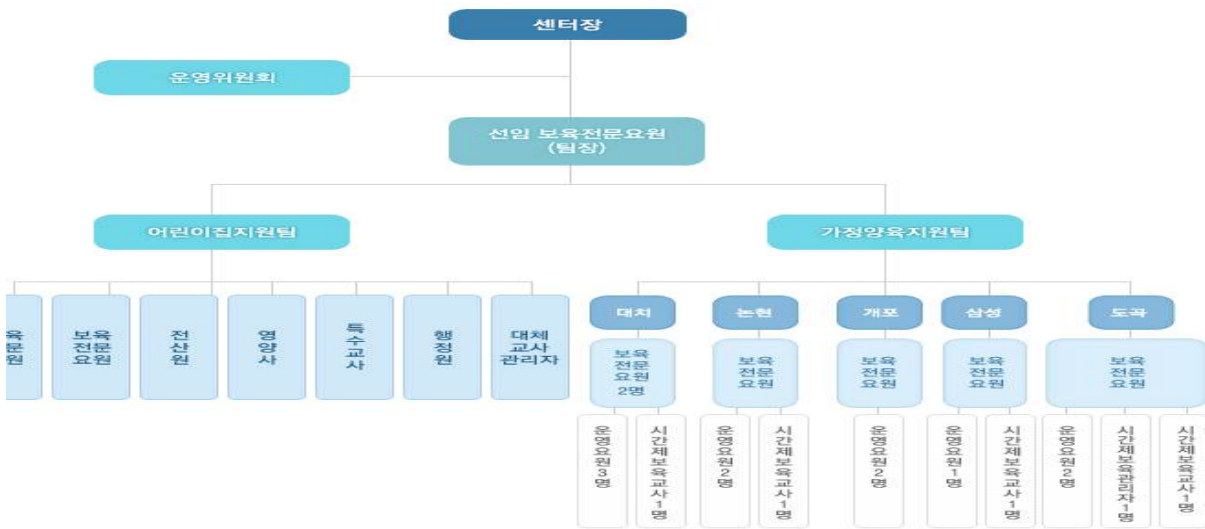 센터장
운영위원회
선임 보육전문요원
(팀장)
어린이집지원팀
가정양육지원팀
육
문
원
보육
전문
요원
전
산
원
영
양
사
특
수
교
사
행
정
원
대체
교사
관리자
대치
논현
개포
삼성
도곡
보육
전문
요원
2명
보육
전문
요원
보육
전문
요원
보육
전문
요원
보육
전문
요원
운영요원3명
시간제보육교사1명
운영요원2명
시간제보육교사1명
운영요원2명
운영요원1명
시간제보육교사1명
운영요원2명
시간제보육관리자1명
시간제보육교사1명